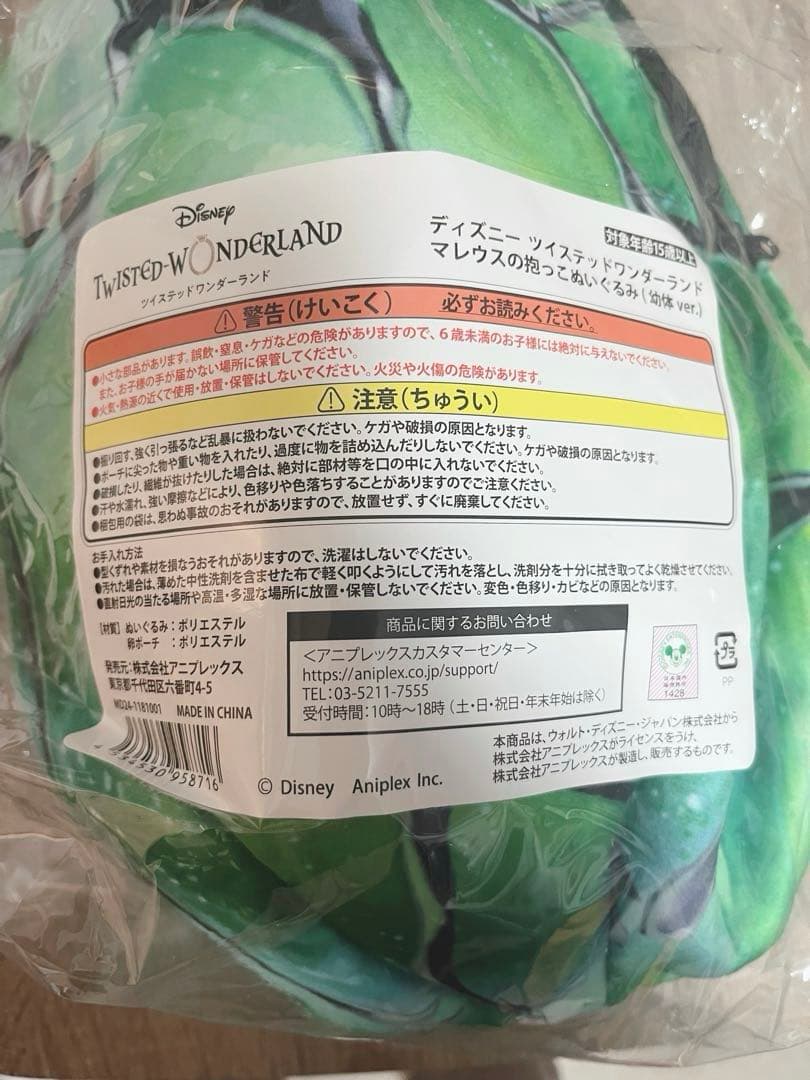 Disney
TWISTED-WONDERLAND
ツイステッドワンダーランド
対象年齢15歳以上
ディズニー ツイステッドワンダーランド
マレウスの抱っこぬいぐるみ(幼体 ver.)
警告(けいこく) 必ずお読みください。
●小さな部品があります。誤飲・窒息・ケガなどの危険がありますので、6歳未満のお子様には絶対に与えないでください。
また、お子様の手が届かない場所に保管してください。
●火気・熱源の近くで使用・放置・保管はしないでください。火災や火傷の危険があります。
注意(ちゅうい)
●振り回す、強く引っ張るなど乱暴に扱わないでください。ケガや破損の原因となります。
●ポーチに尖った物や重い物を入れたり、過度に物を詰め込んだりしないでください。ケガや破損の原因となります。
●破損したり、繊維が抜けたりした場合は、絶対に部材等を口の中に入れないでください。
●汗や水濡れ、強い摩擦などにより、色移りや色落ちすることがありますのでご注意ください。
●梱包用の袋は、思わぬ事故のおそれがありますので、放置せず、すぐに廃棄してください。
お手入れ方法
●型くずれや素材を損なうおそれがありますので、洗濯はしないでください。
●汚れた場合は、薄めた中性洗剤を含ませた布で軽く叩くようにして汚れを落とし、洗剤分を十分に拭き取ってよく乾燥させてください。
●直射日光の当たる場所や高温・多湿な場所に放置・保管しないでください。変色・色移り・カビなどの原因となります。
【材質】 ぬいぐるみ:ポリエステル
卵ポーチ :ポリエステル
発売元:株式会社アニプレックス
東京都千代田区六番町4-5
MD24-1181001 MADE IN CHINA
4 534530 958716
商品に関するお問い合わせ
<アニプレックスカスタマーセンター>
https://aniplex.co.jp/support/
TEL:03-5211-7555
受付時間:10時～18時(土・日・祝日・年末年始は除く)
日本国内
販売商品
1428
プラ
PP
本商品は、ウォルト・ディズニー・ジャパン株式会社から
株式会社アニプレックスがライセンスをうけ、
株式会社アニプレックスが製造し、販売するものです。
© Disney Aniplex Inc.